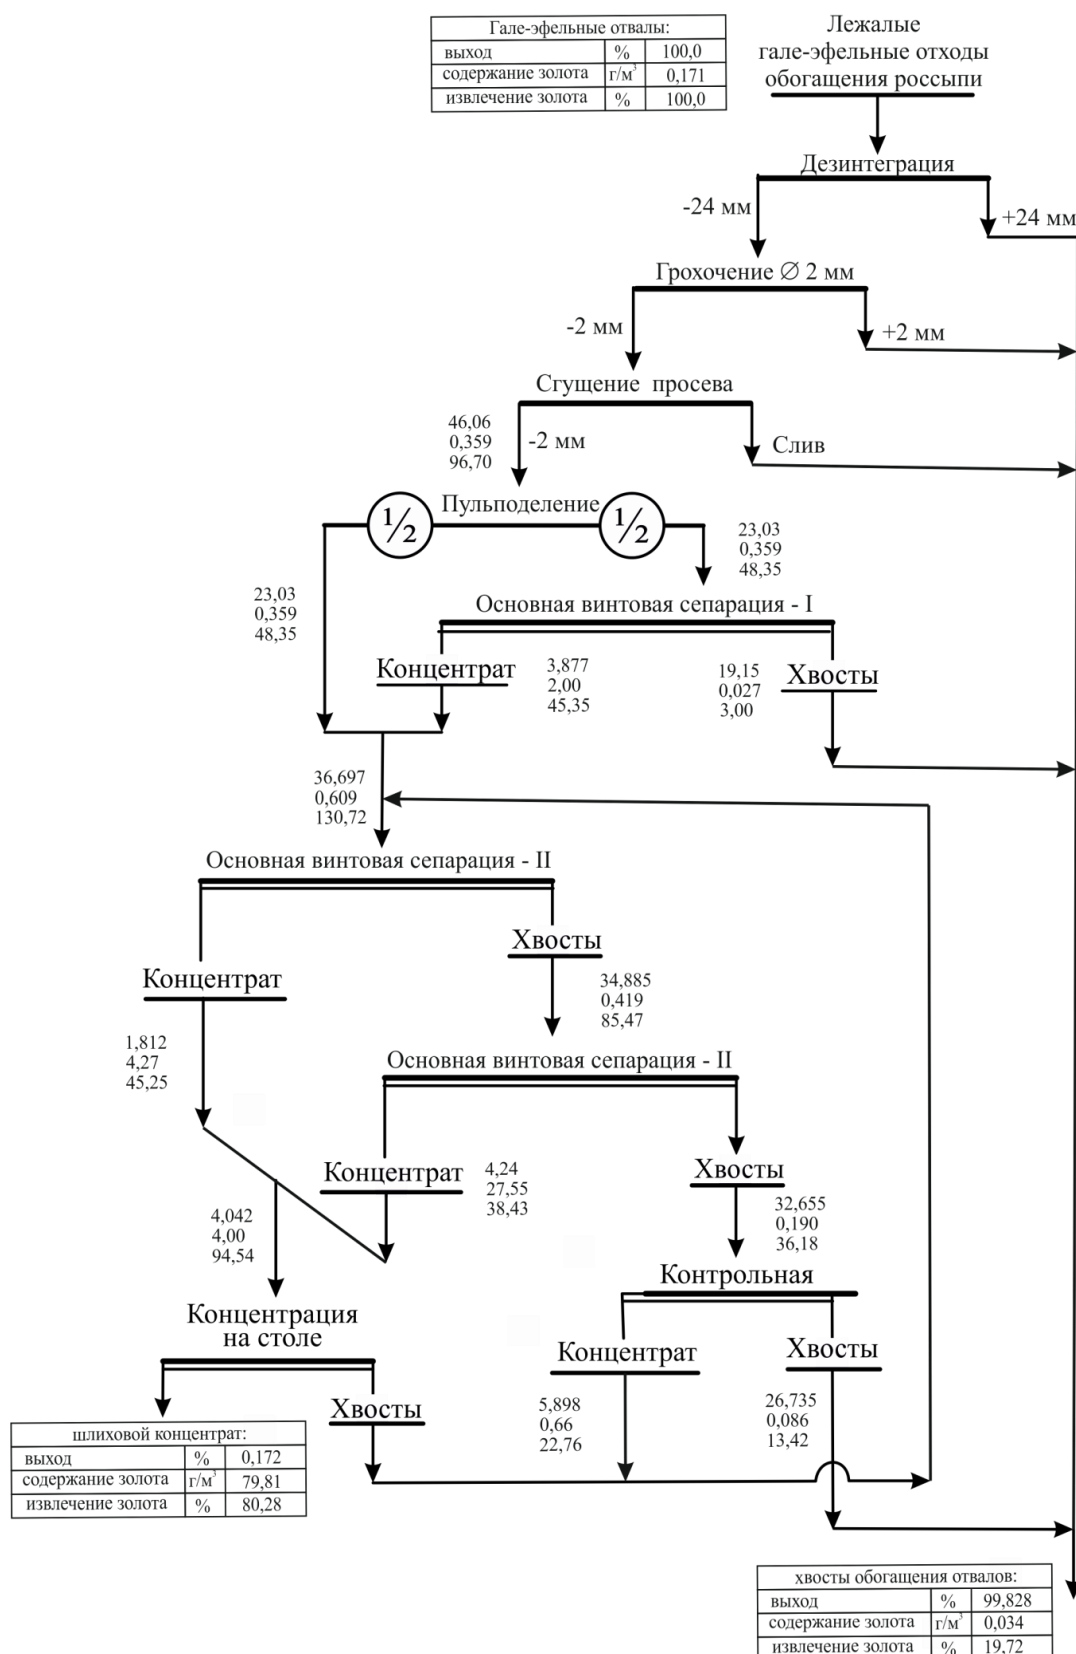 Гале-эфельные отвалы:
выход % 100,0
содержание золота г/м³ 0,171
извлечение золота % 100,0
Лежалые
гале-эфельные отходы
обогащения россыпи
Дезинтеграция
-24 мм
+24 мм
Грохочение ∅ 2 мм
-2 мм
+2 мм
Сгущение просева
46,06
0,359
96,70
-2 мм
Слив
Пульподеление
½
½
23,03
0,359
48,35
23,03
0,359
48,35
Основная винтовая сепарация - I
Концентрат
3,877
2,00
45,35
19,15
0,027
3,00
Хвосты
36,697
0,609
130,72
Основная винтовая сепарация - II
Хвосты
Концентрат
34,885
0,419
85,47
1,812
4,27
45,25
Основная винтовая сепарация - II
Концентрат
4,24
27,55
38,43
Хвосты
32,655
0,190
36,18
4,042
4,00
94,54
Контрольная
Концентрация
на столе
Концентрат
Хвосты
5,898
0,66
22,76
26,735
0,086
13,42
Хвосты
шлиховой концентрат:
выход % 0,172
содержание золота г/м³ 79,81
извлечение золота % 80,28
хвосты обогащения отвалов:
выход % 99,828
содержание золота г/м³ 0,034
извлечение золота % 19,72